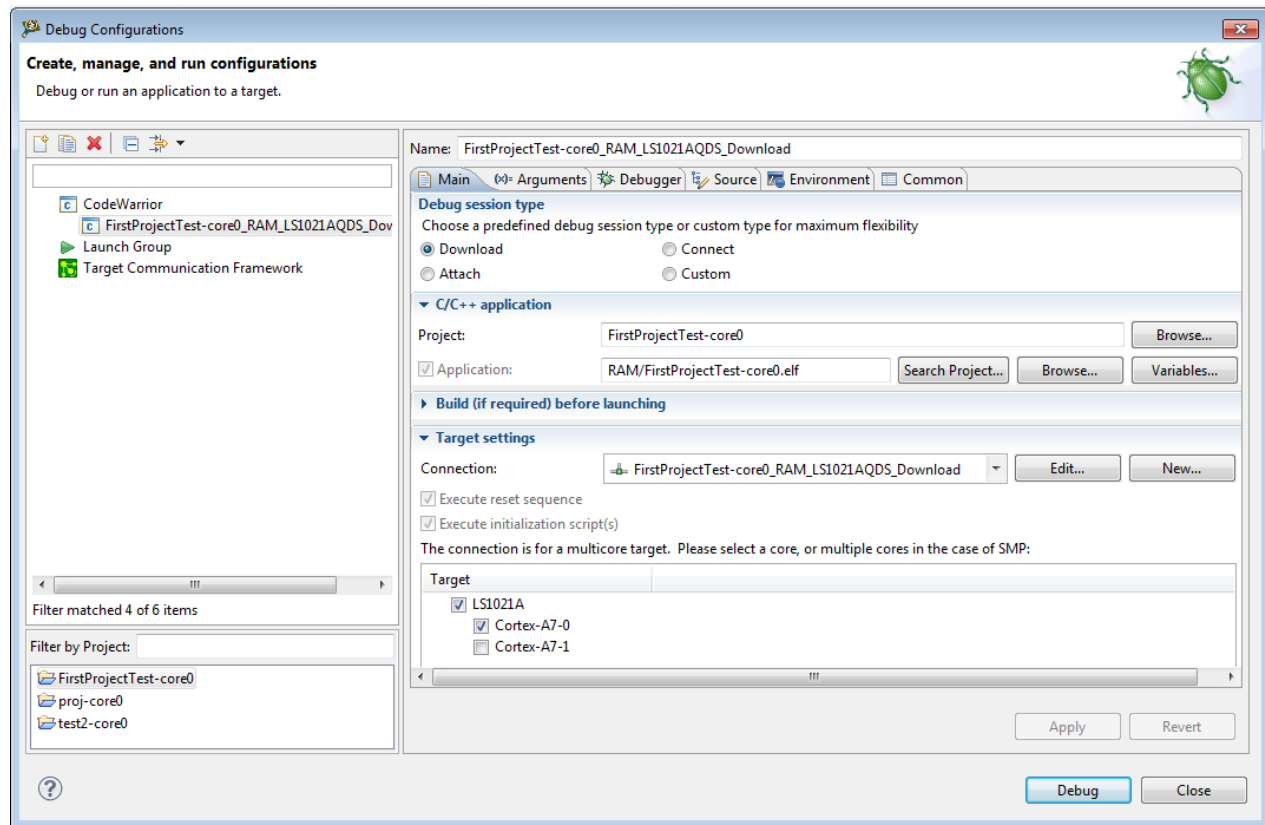 Debug Configurations
Create, manage, and run configurations
Debug or run an application to a target.
CodeWarrior
FirstProjectTest-core0_RAM_LS1021AQDS_Dov
Launch Group
Target Communication Framework
Filter matched 4 of 6 items
Filter by Project:
FirstProjectTest-core0
proj-core0
test2-core0
Name: FirstProjectTest-core0_RAM_LS1021AQDS_Download
Main (x)= Arguments Debugger Source Environment Common
Debug session type
Choose a predefined debug session type or custom type for maximum flexibility
Download Connect
Attach Custom
C/C++ application
Project: FirstProjectTest-core0 Browse...
Application: RAM/FirstProjectTest-core0.elf Search Project... Browse... Variables...
Build (if required) before launching
Target settings
Connection: FirstProjectTest-core0_RAM_LS1021AQDS_Download Edit... New...
Execute reset sequence
Execute initialization script(s)
The connection is for a multicore target. Please select a core, or multiple cores in the case of SMP:
Target
LS1021A
Cortex-A7-0
Cortex-A7-1
Apply Revert
Debug Close